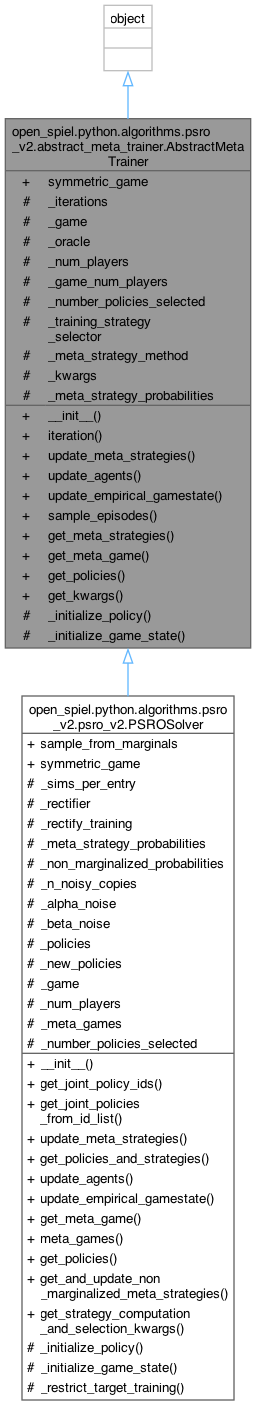 object
open_spiel.python.algorithms.psro
_v2.abstract_meta_trainer.AbstractMeta
Trainer
+ symmetric_game
# _iterations
# _game
# _oracle
# _num_players
# _game_num_players
# _number_policies_selected
# _training_strategy
_selector
# _meta_strategy_method
# _kwargs
# _meta_strategy_probabilities
+ __init__()
+ iteration()
+ update_meta_strategies()
+ update_agents()
+ update_empirical_gamestate()
+ sample_episodes()
+ get_meta_strategies()
+ get_meta_game()
+ get_policies()
+ get_kwargs()
# _initialize_policy()
# _initialize_game_state()
open_spiel.python.algorithms.psro
_v2.psro_v2.PSROSolver
+ sample_from_marginals
+ symmetric_game
# _sims_per_entry
# _rectifier
# _rectify_training
# _meta_strategy_probabilities
# _non_marginalized_probabilities
# _n_noisy_copies
# _alpha_noise
# _beta_noise
# _policies
# _new_policies
# _game
# _num_players
# _meta_games
# _number_policies_selected
+ __init__()
+ get_joint_policy_ids()
+ get_joint_policies
_from_id_list()
+ update_meta_strategies()
+ get_policies_and_strategies()
+ update_agents()
+ update_empirical_gamestate()
+ get_meta_game()
+ meta_games()
+ get_policies()
+ get_and_update_non
_marginalized_meta_strategies()
+ get_strategy_computation
_and_selection_kwargs()
# _initialize_policy()
# _initialize_game_state()
# _restrict_target_training()